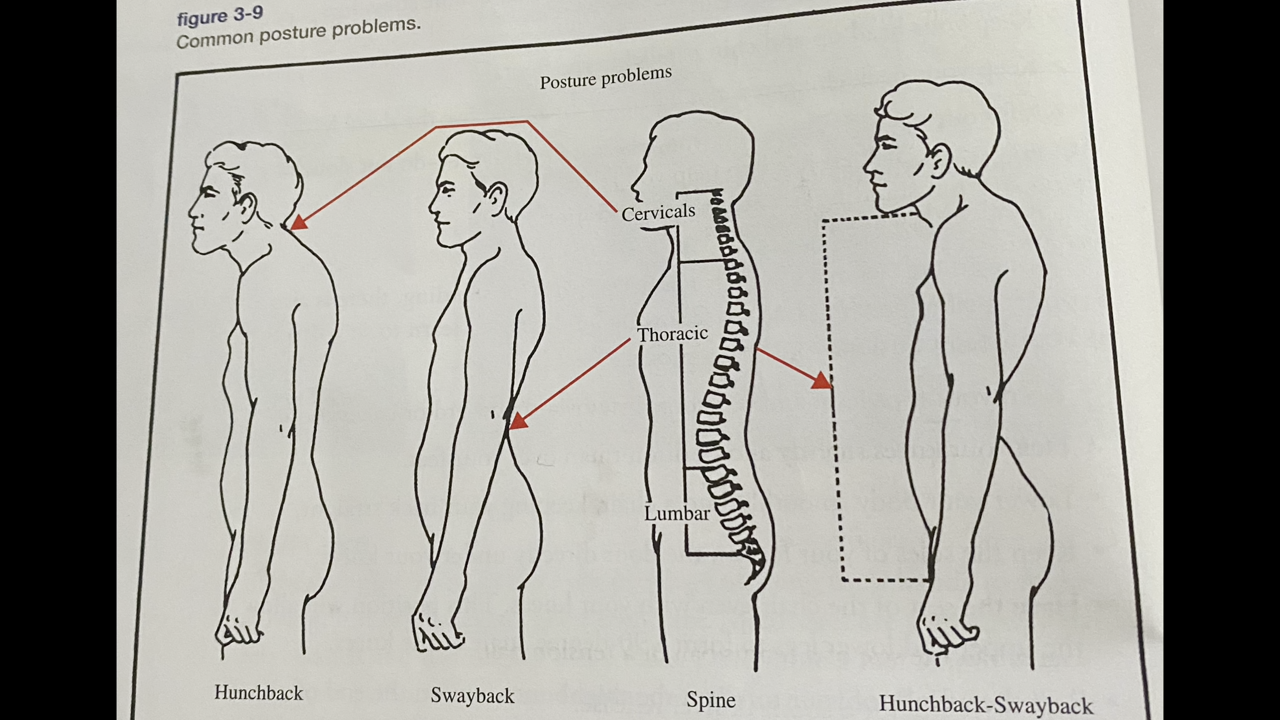 figure 3-9
Common posture problems.
Posture problems
Cervicals
Thoracic
Lumbar
Hunchback
Swayback
Spine
Hunchback-Swayback